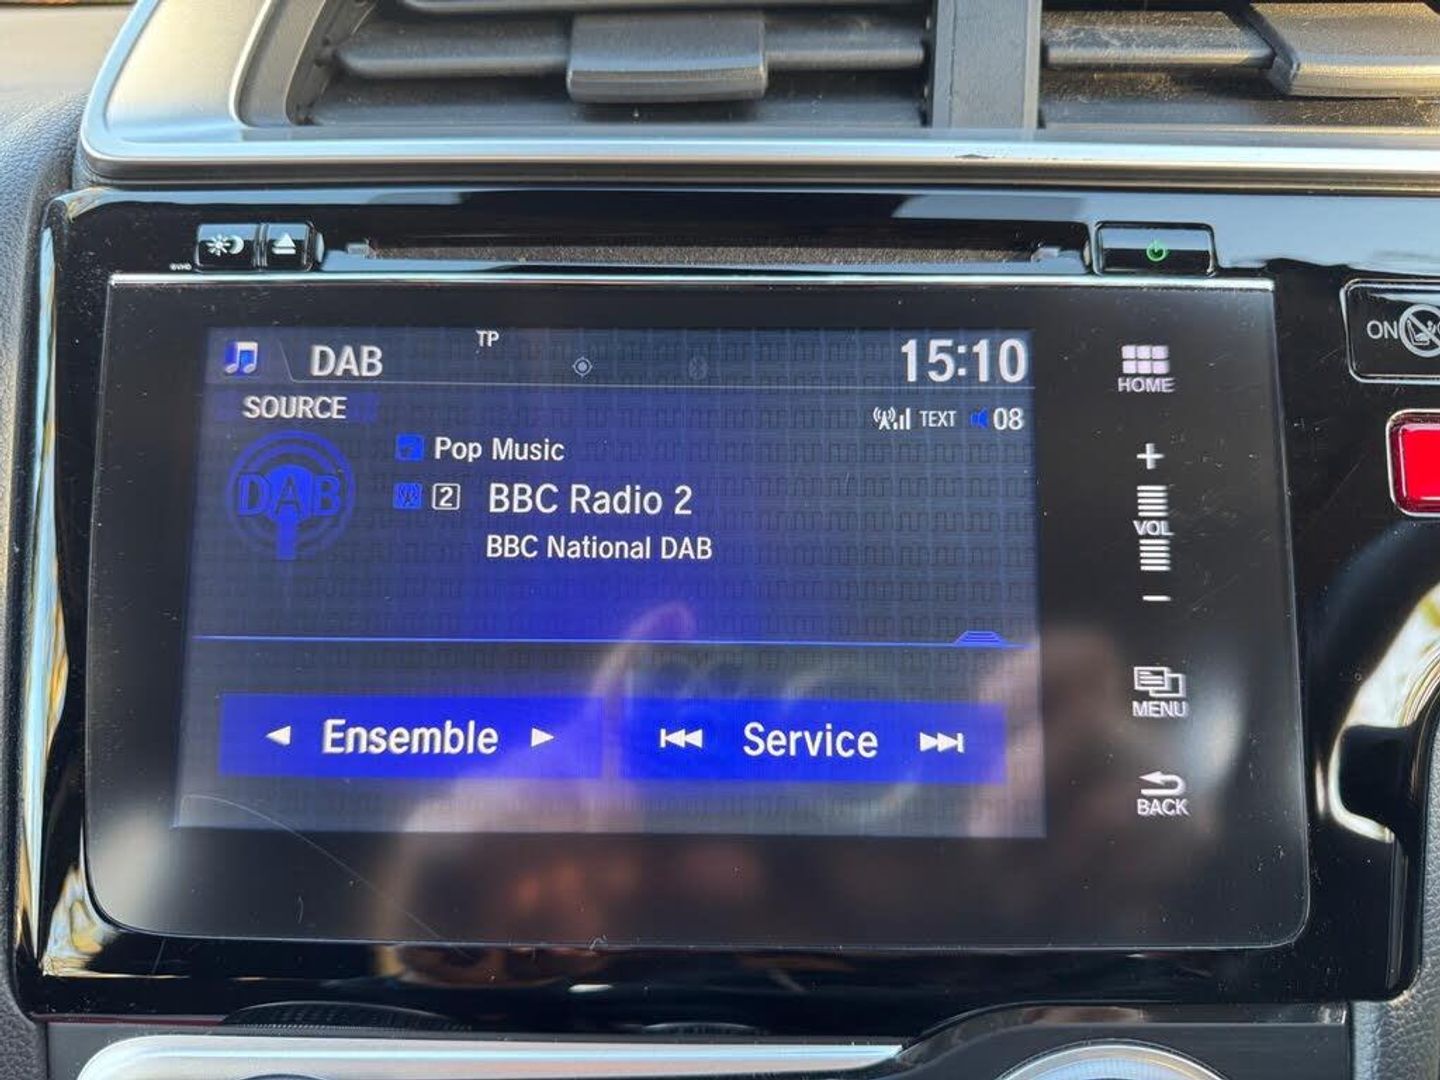 TP
DAB
15:10
SOURCE
TEXT
08
Pop Music
2 BBC Radio 2
BBC National DAB
DAB
Ensemble
Service
HOME
+
VOL
−
MENU
BACK
ON